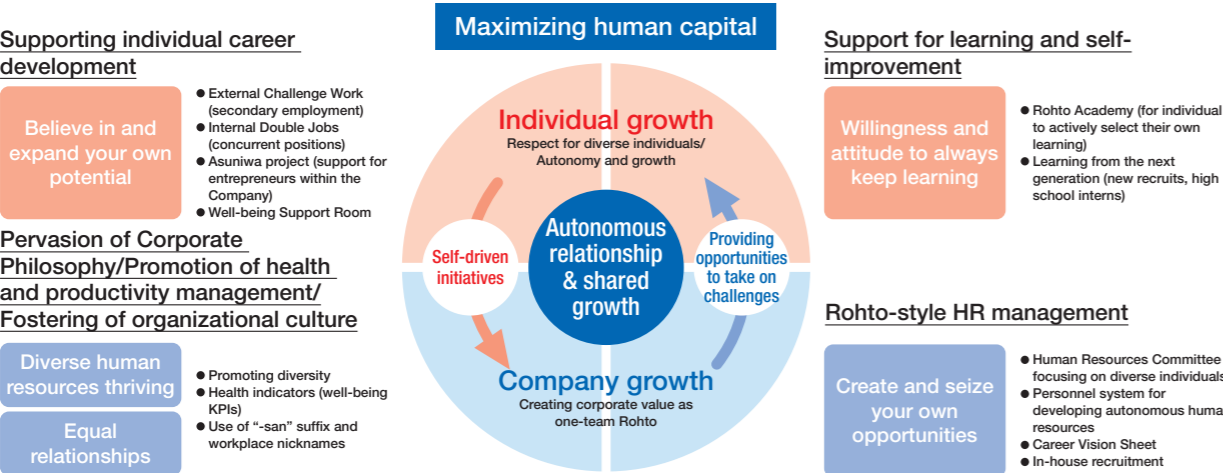 Maximizing human capital
Supporting individual career
development
Believe in and
expand your own
potential
● External Challenge Work
(secondary employment)
● Internal Double Jobs
(concurrent positions)
● Asuniwa project (support for
entrepreneurs within the
Company)
● Well-being Support Room
Pervasion of Corporate
Philosophy/Promotion of health
and productivity management/
Fostering of organizational culture
Diverse human
resources thriving
Equal
relationships
● Promoting diversity
● Health indicators (well-being
KPIs)
● Use of “-san” suffix and
workplace nicknames
Individual growth
Respect for diverse individuals/
Autonomy and growth
Self-driven
initiatives
Autonomous
relationship
& shared
growth
Providing
opportunities
to take on
challenges
Company growth
Creating corporate value as
one-team Rohto
Support for learning and self-
improvement
Willingness and
attitude to always
keep learning
● Rohto Academy (for individual
to actively select their own
learning)
● Learning from the next
generation (new recruits, high
school interns)
Rohto-style HR management
Create and seize
your own
opportunities
● Human Resources Committee
focusing on diverse individuals
● Personnel system for
developing autonomous human
resources
● Career Vision Sheet
● In-house recruitment